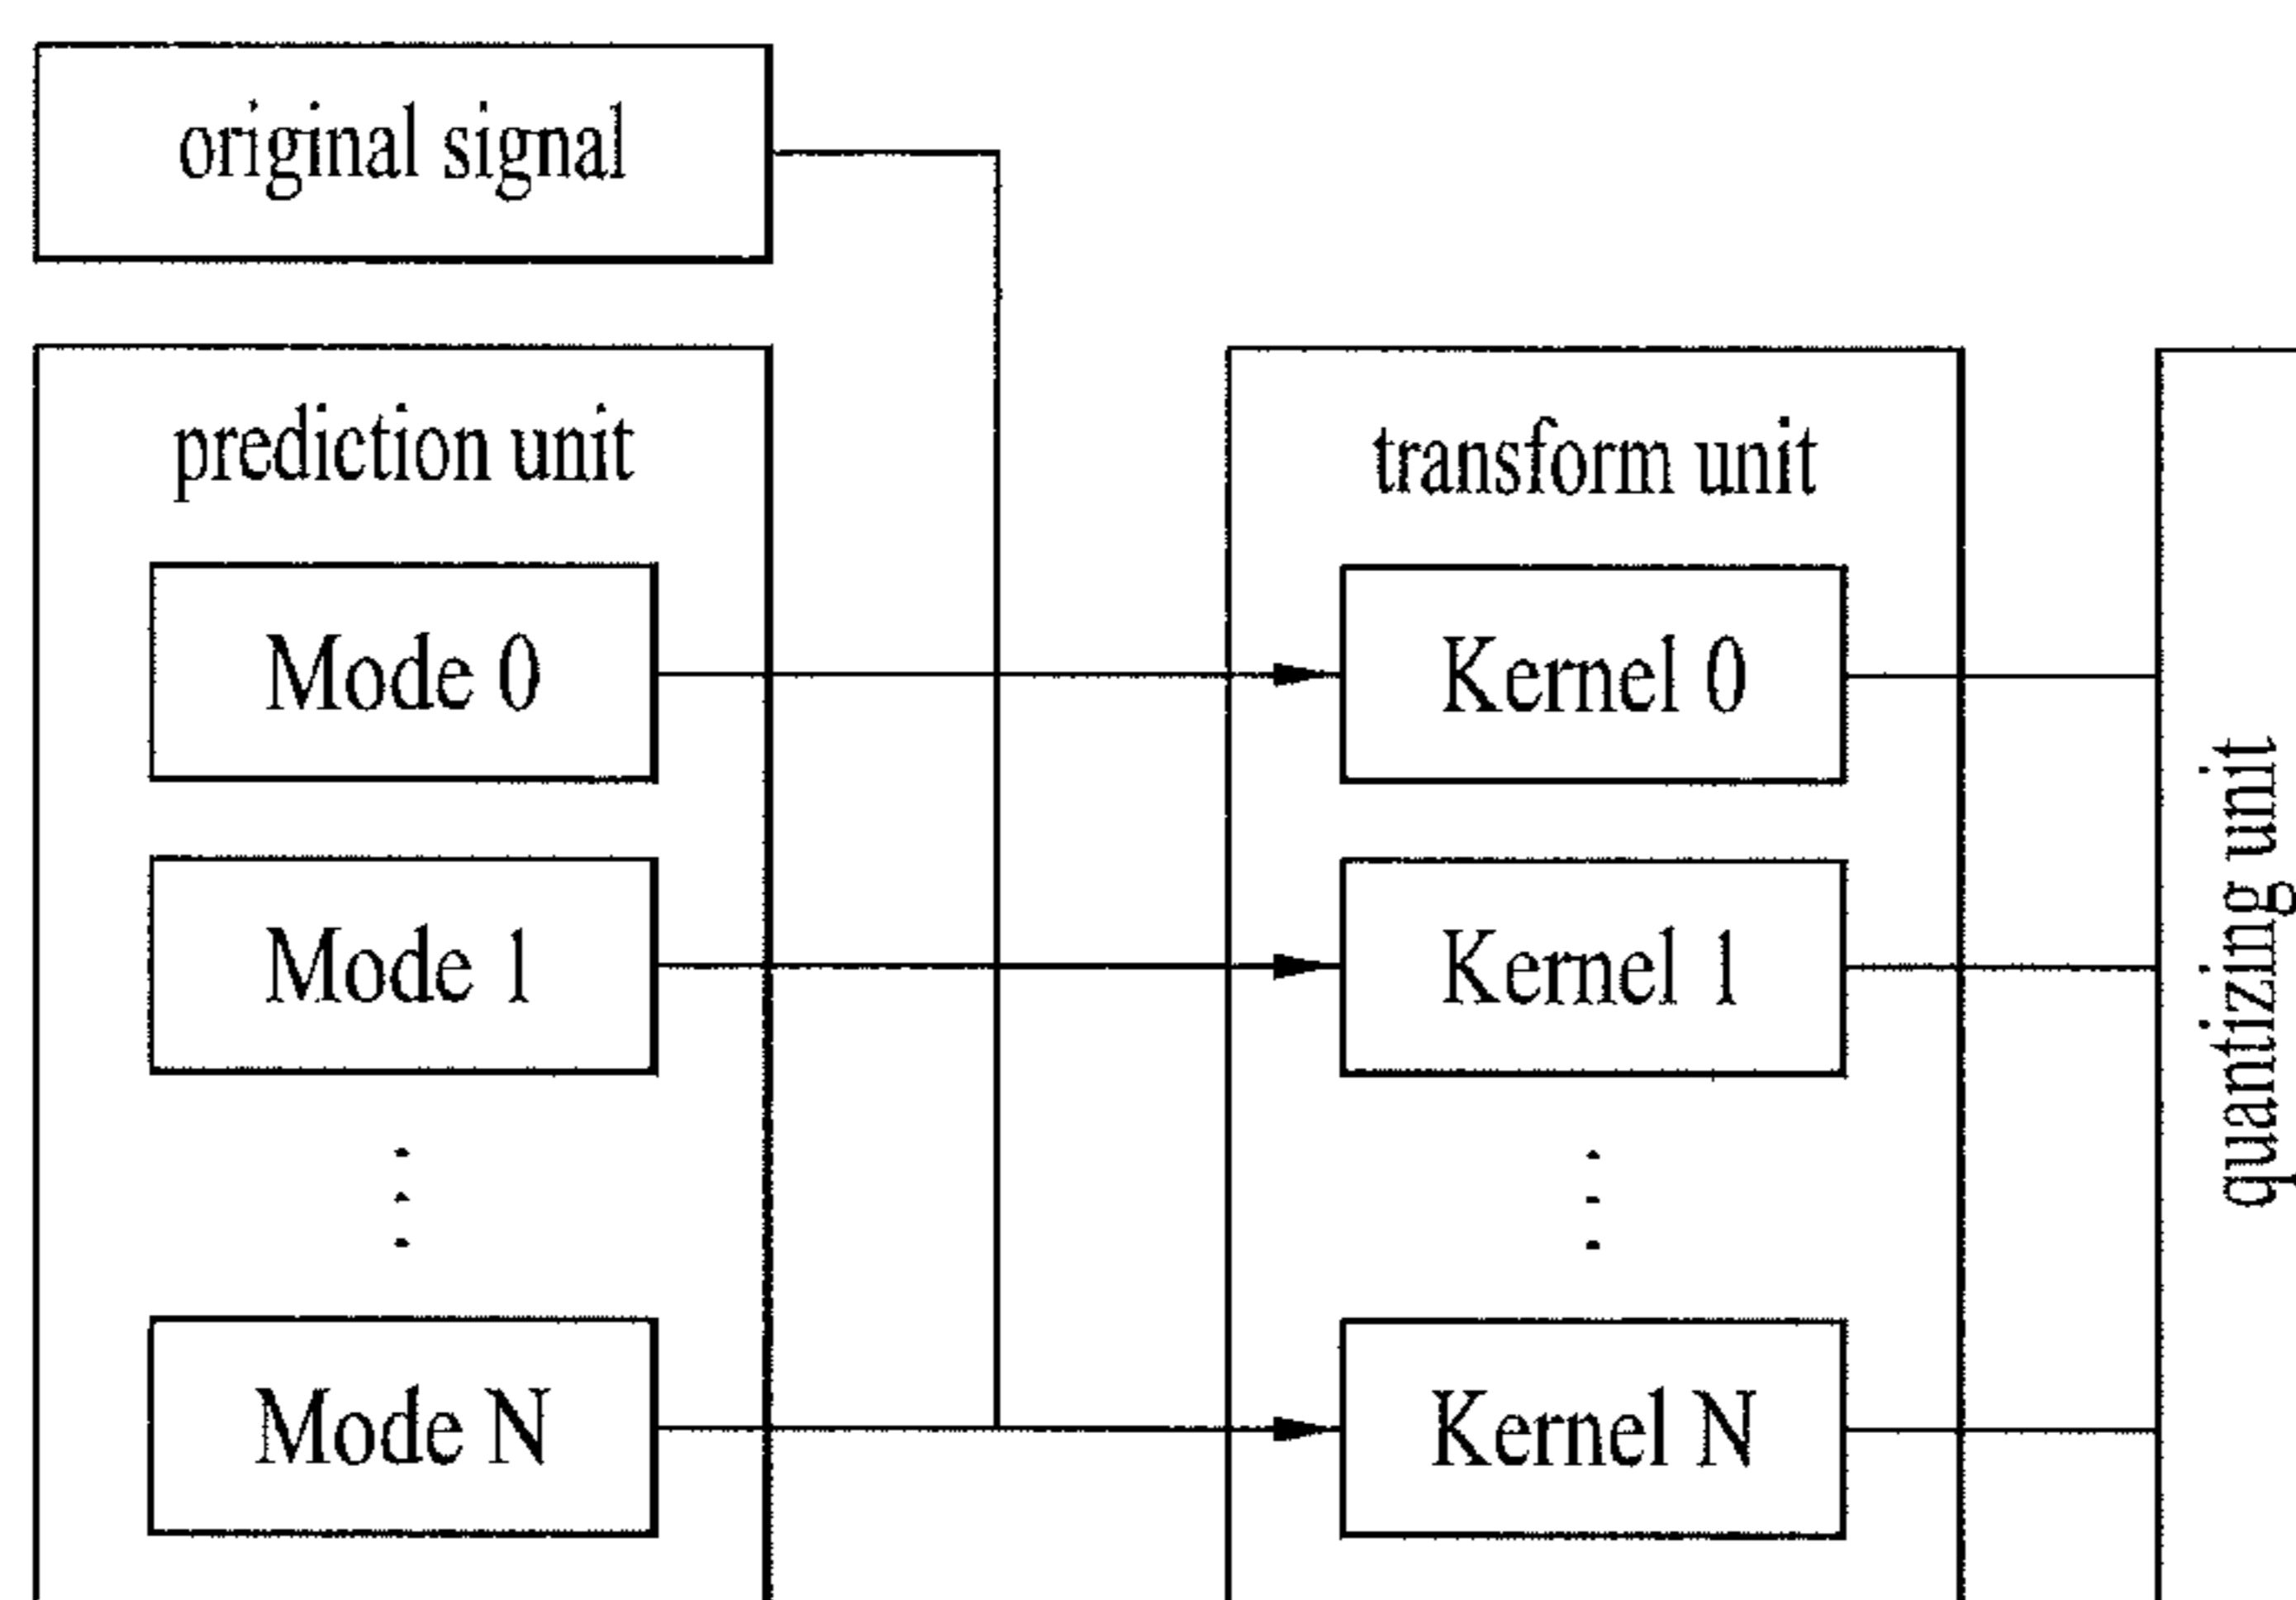 original signal
prediction unit
Mode 0
Mode 1
Mode N
transform unit
Kernel 0
Kernel 1
Kernel N
quantizing unit